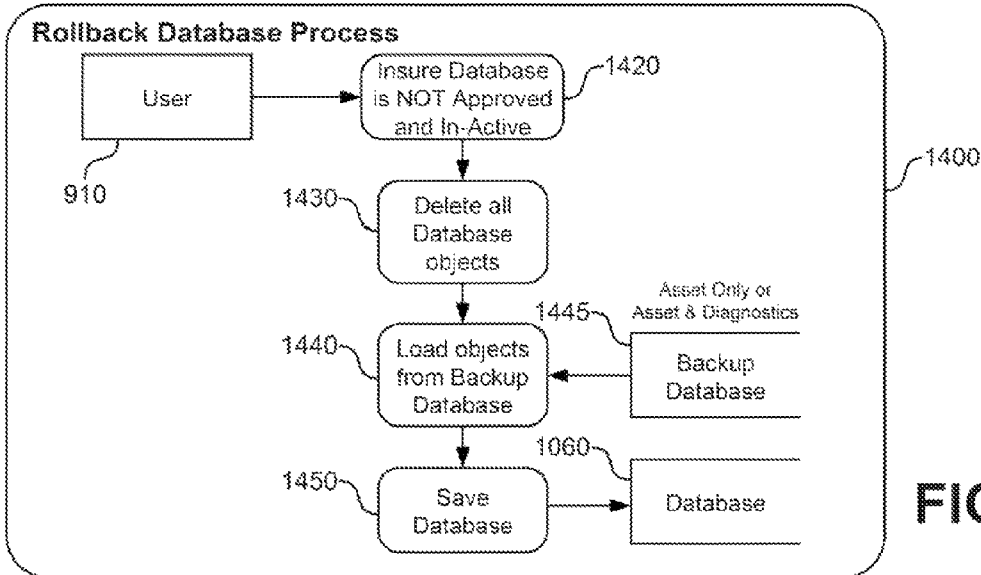 Rollback Database Process
User
910
Insure Database
is NOT Approved
and In-Active
1420
1400
1430
Delete all
Database
objects
Asset Only or
Asset & Diagnostics
1445
1440
Load objects
from Backup
Database
Backup
Database
1060
1450
Save
Database
Database
FIG